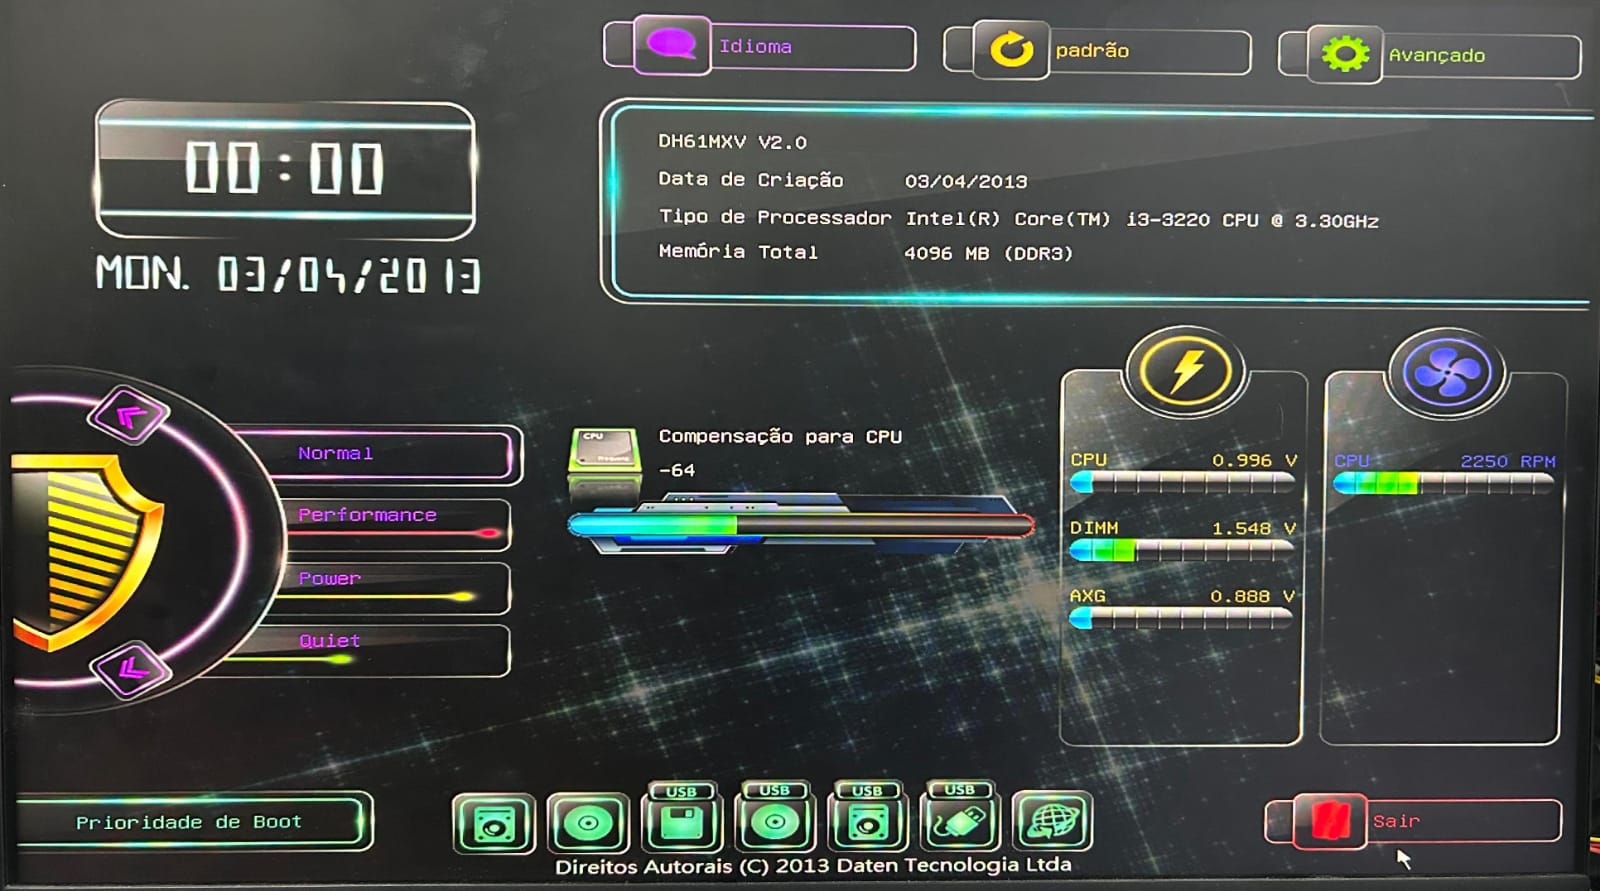 Idioma
padrão
Avançado
00:00
MON. 03/04/2013
DH61MXV V2.0
Data de Criação 03/04/2013
Tipo de Processador Intel(R) Core(TM) i3-3220 CPU @ 3.30GHz
Memória Total 4096 MB (DDR3)
Normal
Performance
Power
Quiet
CPU
Compensação para CPU
-64
CPU 0.996 V
DIMM 1.548 V
AXG 0.888 V
CPU 2250 RPM
Prioridade de Boot
USB
USB
USB
USB
Sair
Direitos Autorais (C) 2013 Daten Tecnologia Ltda